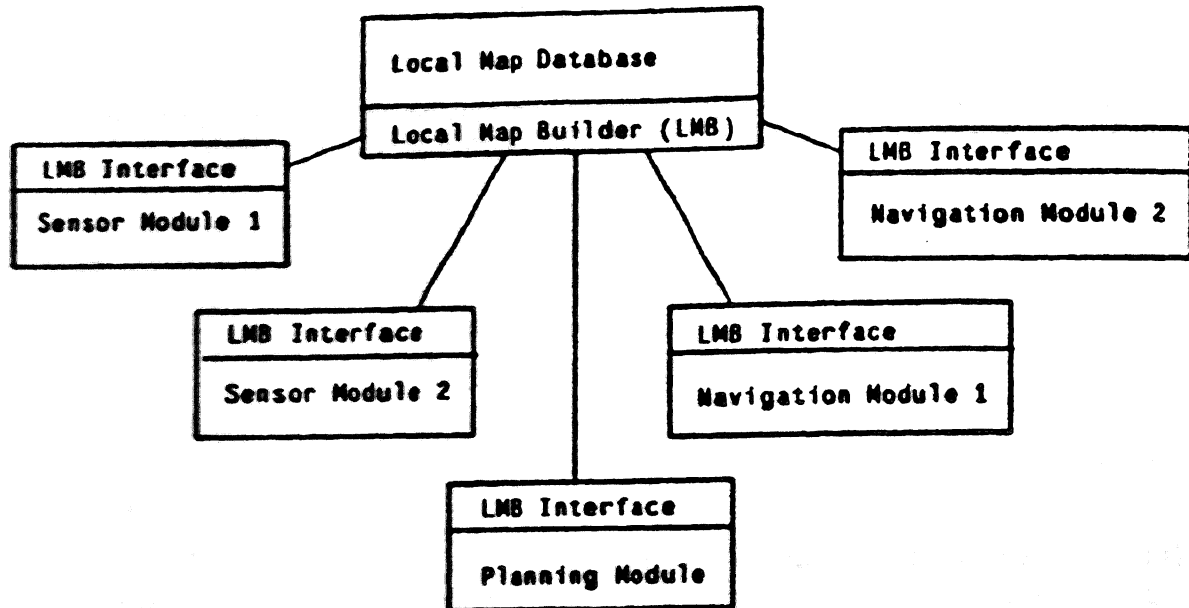 Local Map Database
Local Map Builder (LMB)
LMB Interface
Sensor Module 1
LMB Interface
Navigation Module 2
LMB Interface
Sensor Module 2
LMB Interface
Navigation Module 1
LMB Interface
Planning Module